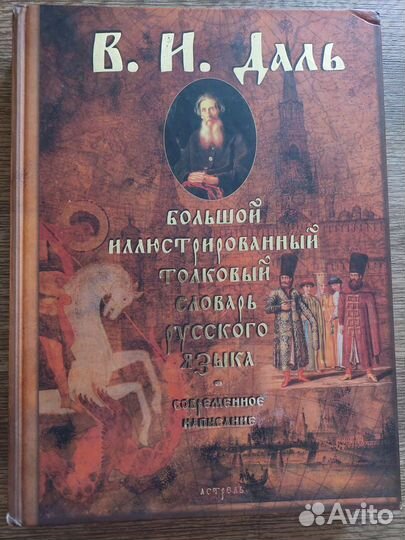 В. И. Даль
большой
иллюстрированный
толковый
словарь
русского
языка
современное
написание
Астрель
Avito